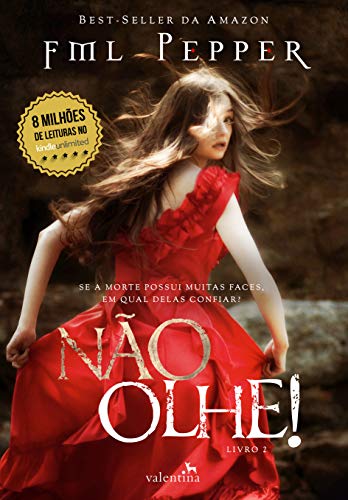 BEST-SELLER DA AMAZON
FML PEPPER
8 MILHÕES
DE LEITURAS NO
kindleunlimited
SE A MORTE POSSUI MUITAS FACES,
EM QUAL DELAS CONFIAR?
NÃO
OLHE!
LIVRO 2
valentina